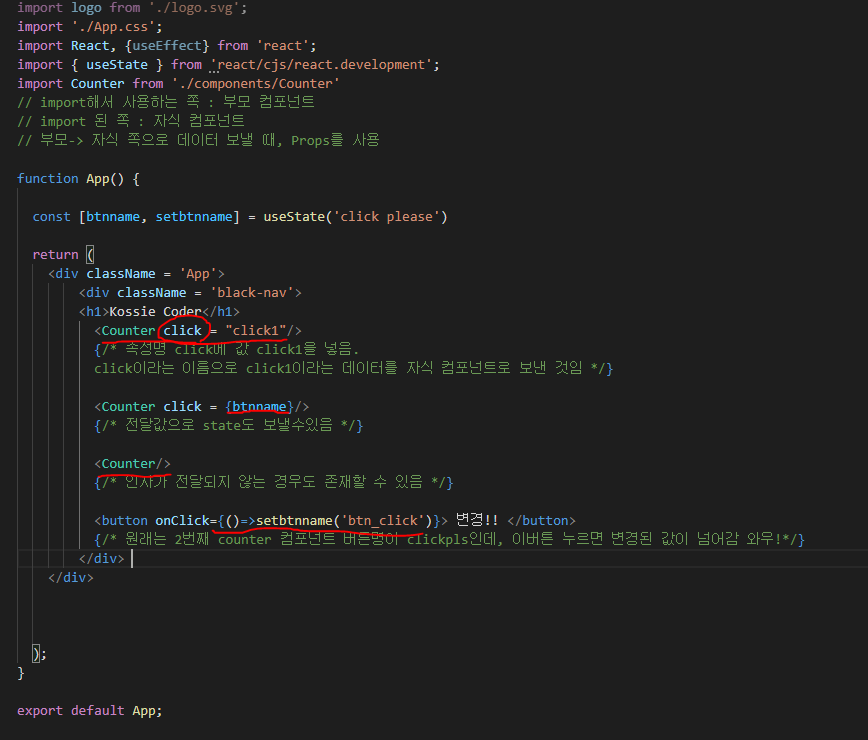 import logo from './logo.svg';
import './App.css';
import React, {useEffect} from 'react';
import { useState } from 'react/cjs/react.development';
import Counter from './components/Counter'
// import해서 사용하는 쪽 : 부모 컴포넌트
// import 된 쪽 : 자식 컴포넌트
// 부모-> 자식 쪽으로 데이터 보낼 때, Props를 사용
function App() {
const [btnname, setbtnname] = useState('click please')
return (
<div className = 'App'>
<div className = 'black-nav'>
<h1>Kossie Coder</h1>
<Counter click = "click1"/>
{/* 속성명 click에 값 click1을 넣음.
click이라는 이름으로 click1이라는 데이터를 자식 컴포넌트로 보낸 것임 */}
<Counter click = {btnname}/>
{/* 전달값으로 state도 보낼수있음 */}
<Counter/>
{/* 인자가 전달되지 않는 경우도 존재할 수 있음 */}
<button onClick={()=>setbtnname('btn_click')}> 변경!! </button>
{/* 원래는 2번째 counter 컴포넌트 버튼명이 clickpls인데, 이버튼 누르면 변경된 값이 넘어감 와우!*/}
</div>
</div>
);
}
export default App;